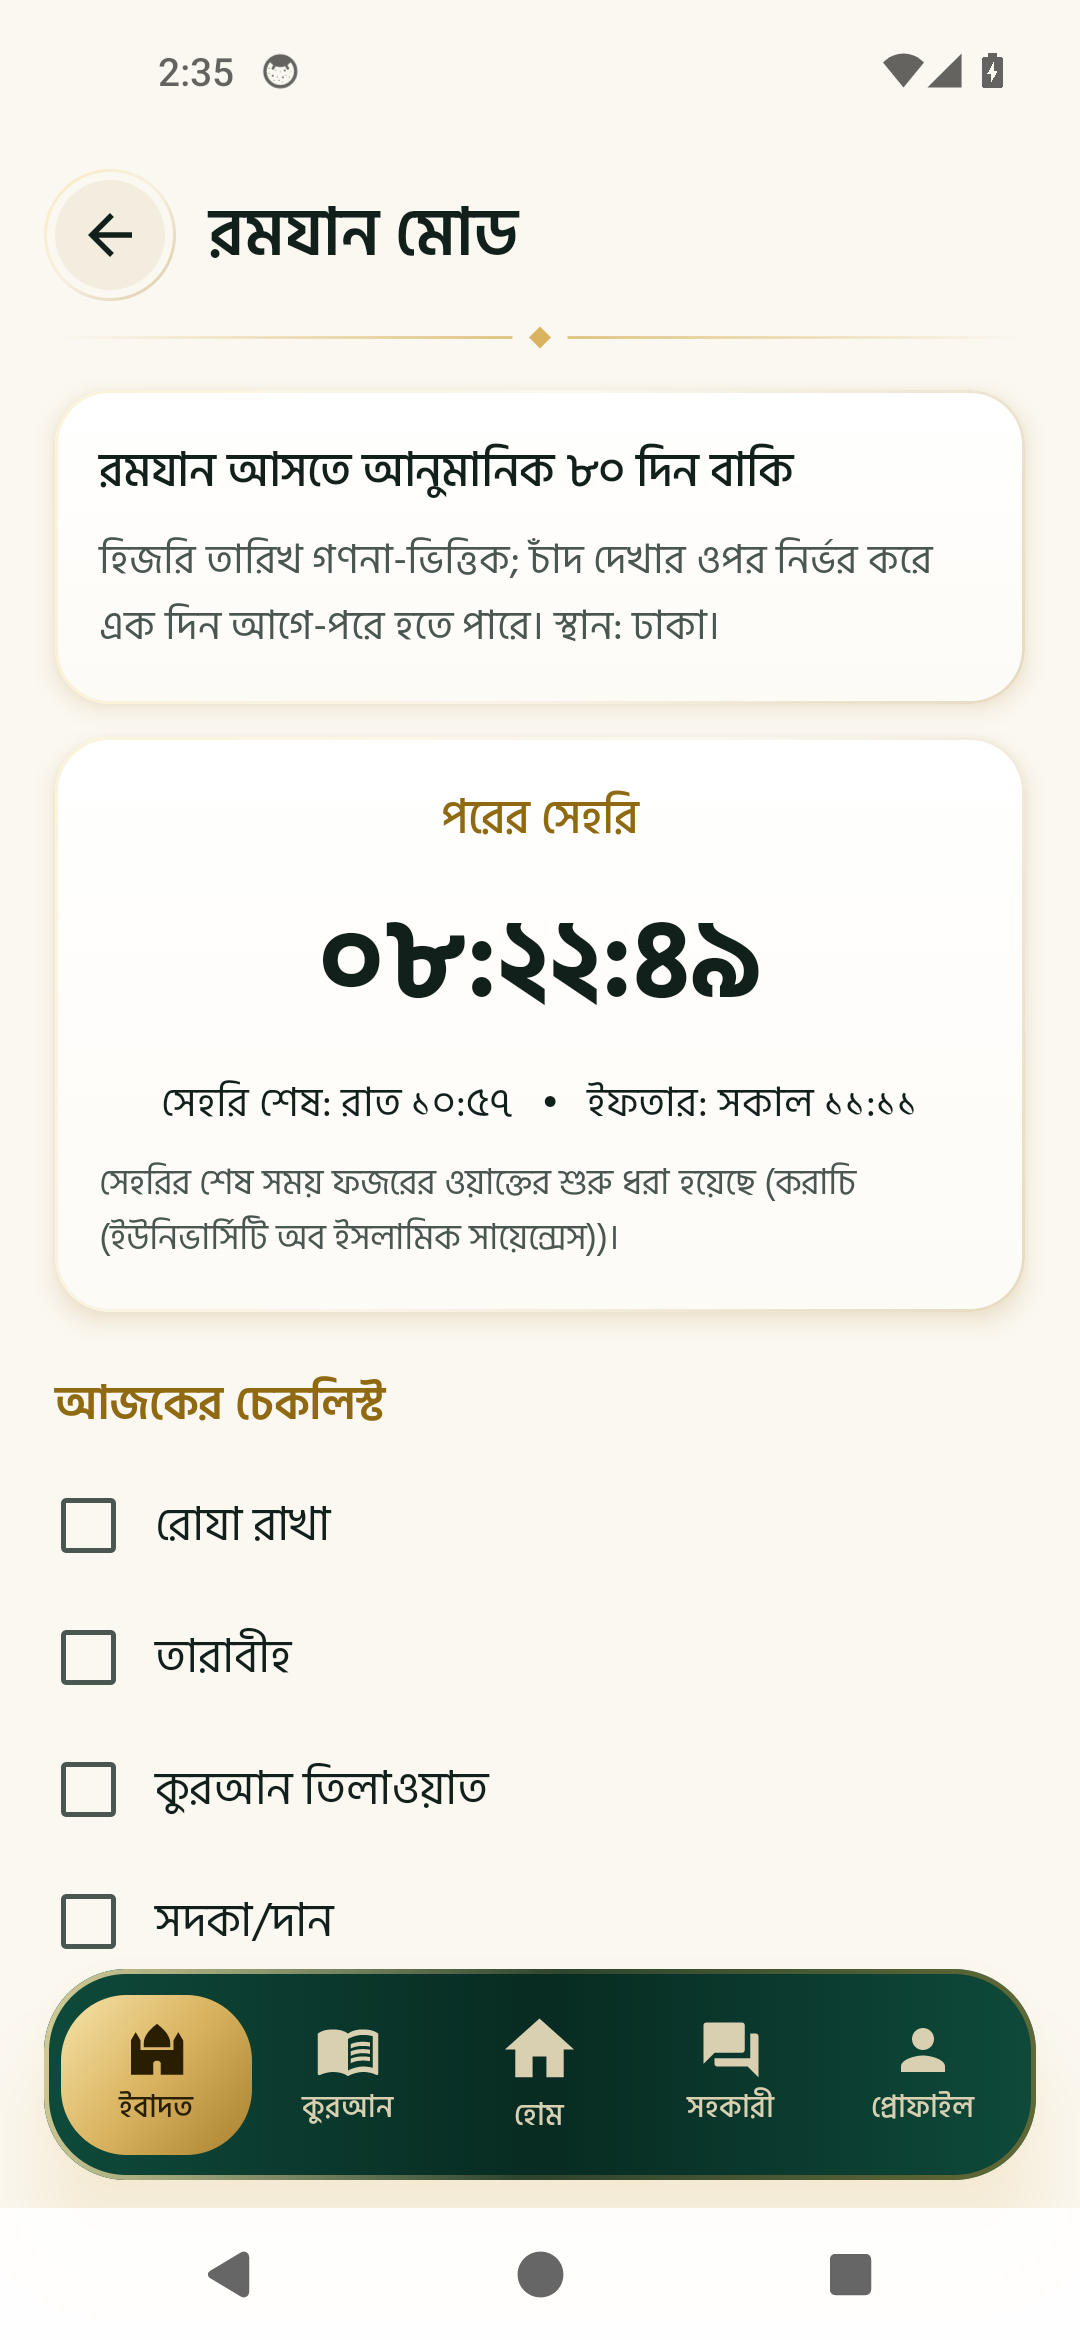 2:35
রমযান মোড
রমযান আসতে আনুমানিক ৮০ দিন বাকি
হিজরি তারিখ গণনা-ভিত্তিক; চাঁদ দেখার ওপর নির্ভর করে
এক দিন আগে-পরে হতে পারে। স্থান: ঢাকা।
পরের সেহরি
০৮:২২:৪৯
সেহরি শেষ: রাত ১০:৫৭ • ইফতার: সকাল ১১:১১
সেহরির শেষ সময় ফজরের ওয়াক্তের শুরু ধরা হয়েছে (করাচি
(ইউনিভার্সিটি অব ইসলামিক সায়েন্সেস))।
আজকের চেকলিস্ট
রোযা রাখা
তারাবীহ
কুরআন তিলাওয়াত
সদকা/দান
ইবাদত
কুরআন
হোম
সহকারী
প্রোফাইল